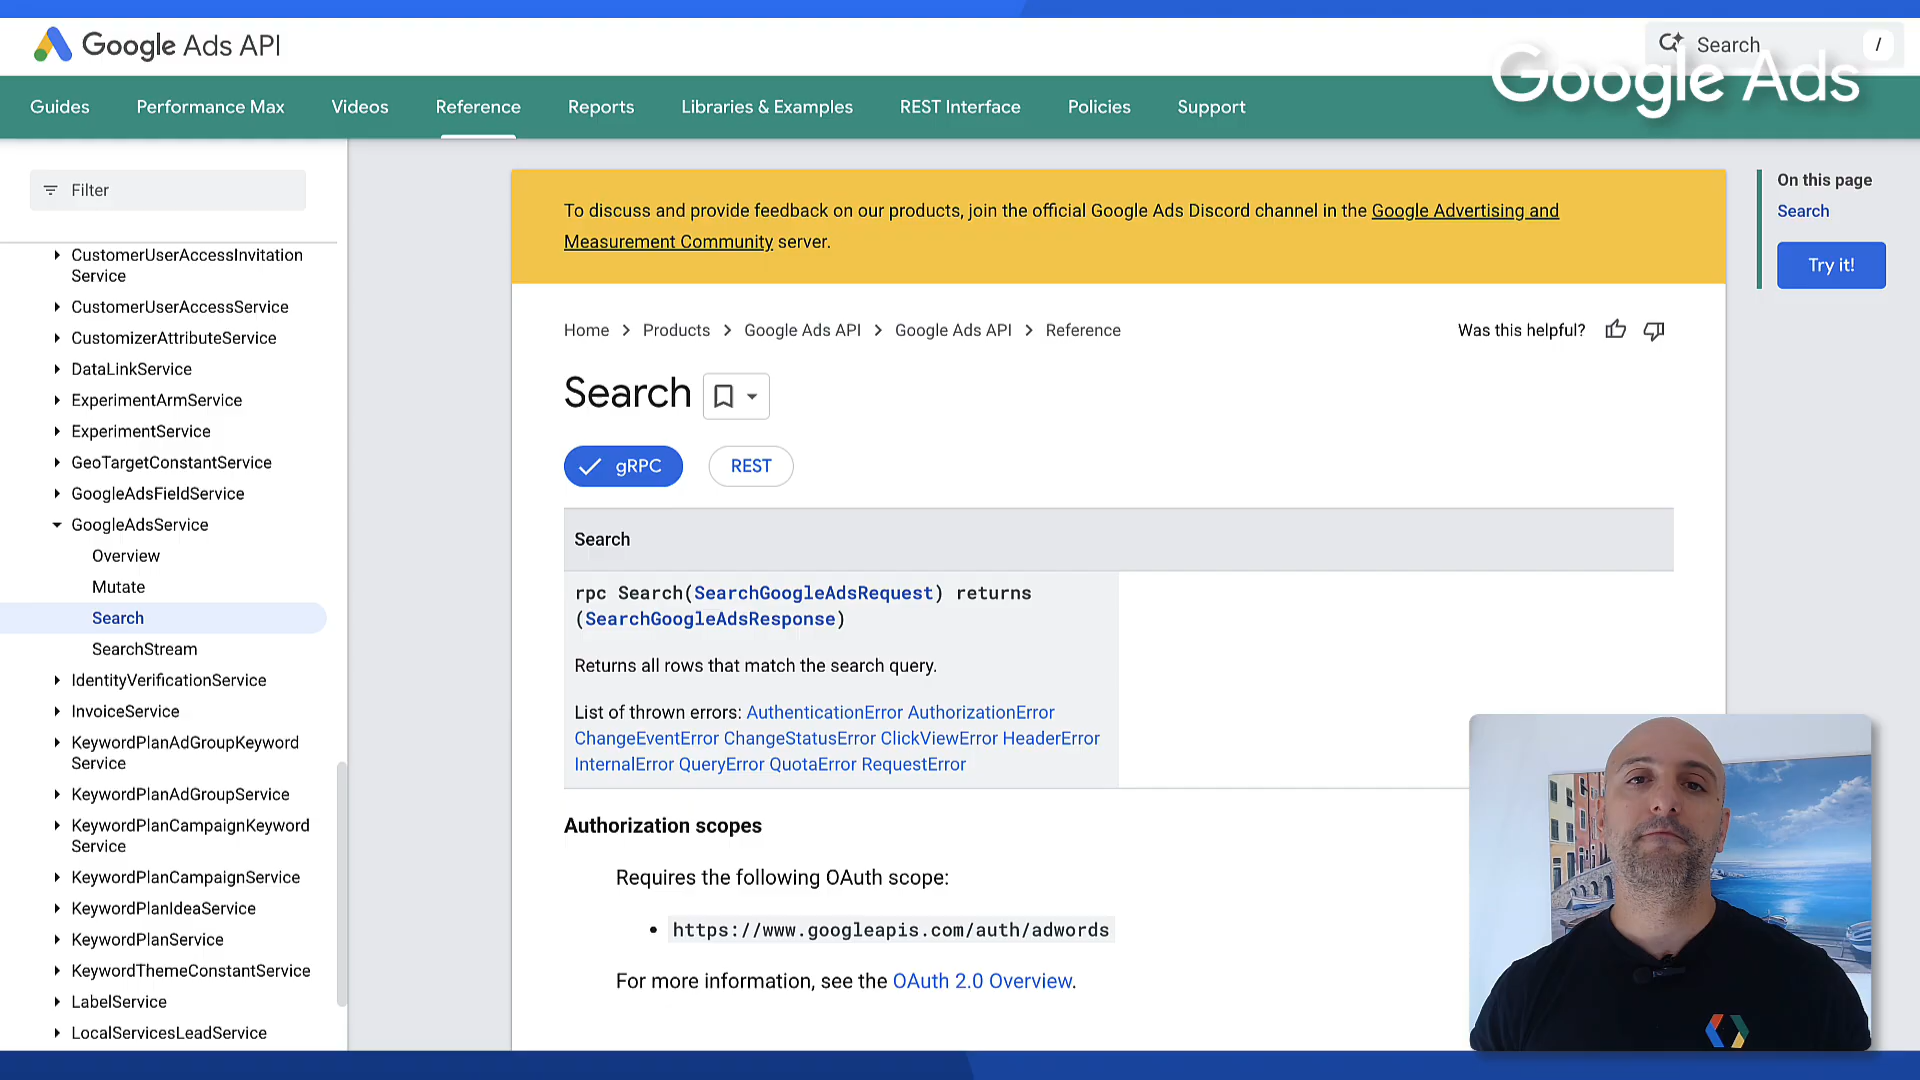 Google Ads API
Search
/
Google Ads
Guides
Performance Max
Videos
Reference
Reports
Libraries & Examples
REST Interface
Policies
Support
Filter
CustomerUserAccessInvitation
Service
CustomerUserAccessService
CustomizerAttributeService
DataLinkService
ExperimentArmService
ExperimentService
GeoTargetConstantService
GoogleAdsFieldService
GoogleAdsService
Overview
Mutate
Search
SearchStream
IdentityVerificationService
InvoiceService
KeywordPlanAdGroupKeyword
Service
KeywordPlanAdGroupService
KeywordPlanCampaignKeyword
Service
KeywordPlanCampaignService
KeywordPlanIdeaService
KeywordPlanService
KeywordThemeConstantService
LabelService
LocalServicesLeadService
To discuss and provide feedback on our products, join the official Google Ads Discord channel in the Google Advertising and
Measurement Community server.
Home > Products > Google Ads API > Google Ads API > Reference
Was this helpful?
Search
gRPC
REST
Search
rpc Search(SearchGoogleAdsRequest) returns
(SearchGoogleAdsResponse)
Returns all rows that match the search query.
List of thrown errors: AuthenticationError AuthorizationError
ChangeEventError ChangeStatusError ClickViewError HeaderError
InternalError QueryError QuotaError RequestError
Authorization scopes
Requires the following OAuth scope:
• https://www.googleapis.com/auth/adwords
For more information, see the OAuth 2.0 Overview.
On this page
Search
Try it!